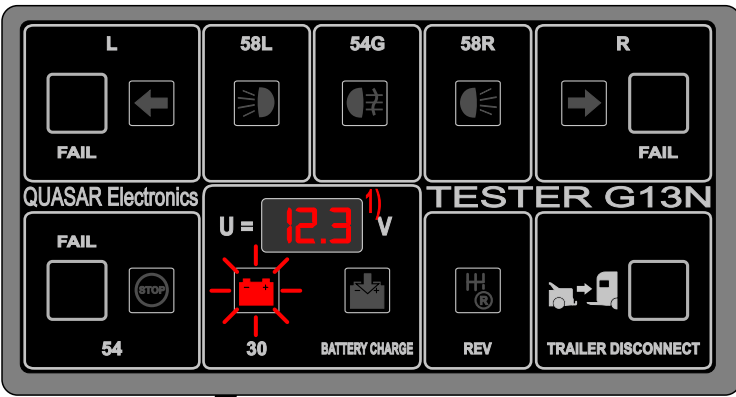 L
58L
54G
58R
R
FAIL
FAIL
QUASAR Electronics
TESTER G13N
U = 12.3 1) V
FAIL
STOP
- +
R
54
30
BATTERY CHARGE
REV
TRAILER DISCONNECT